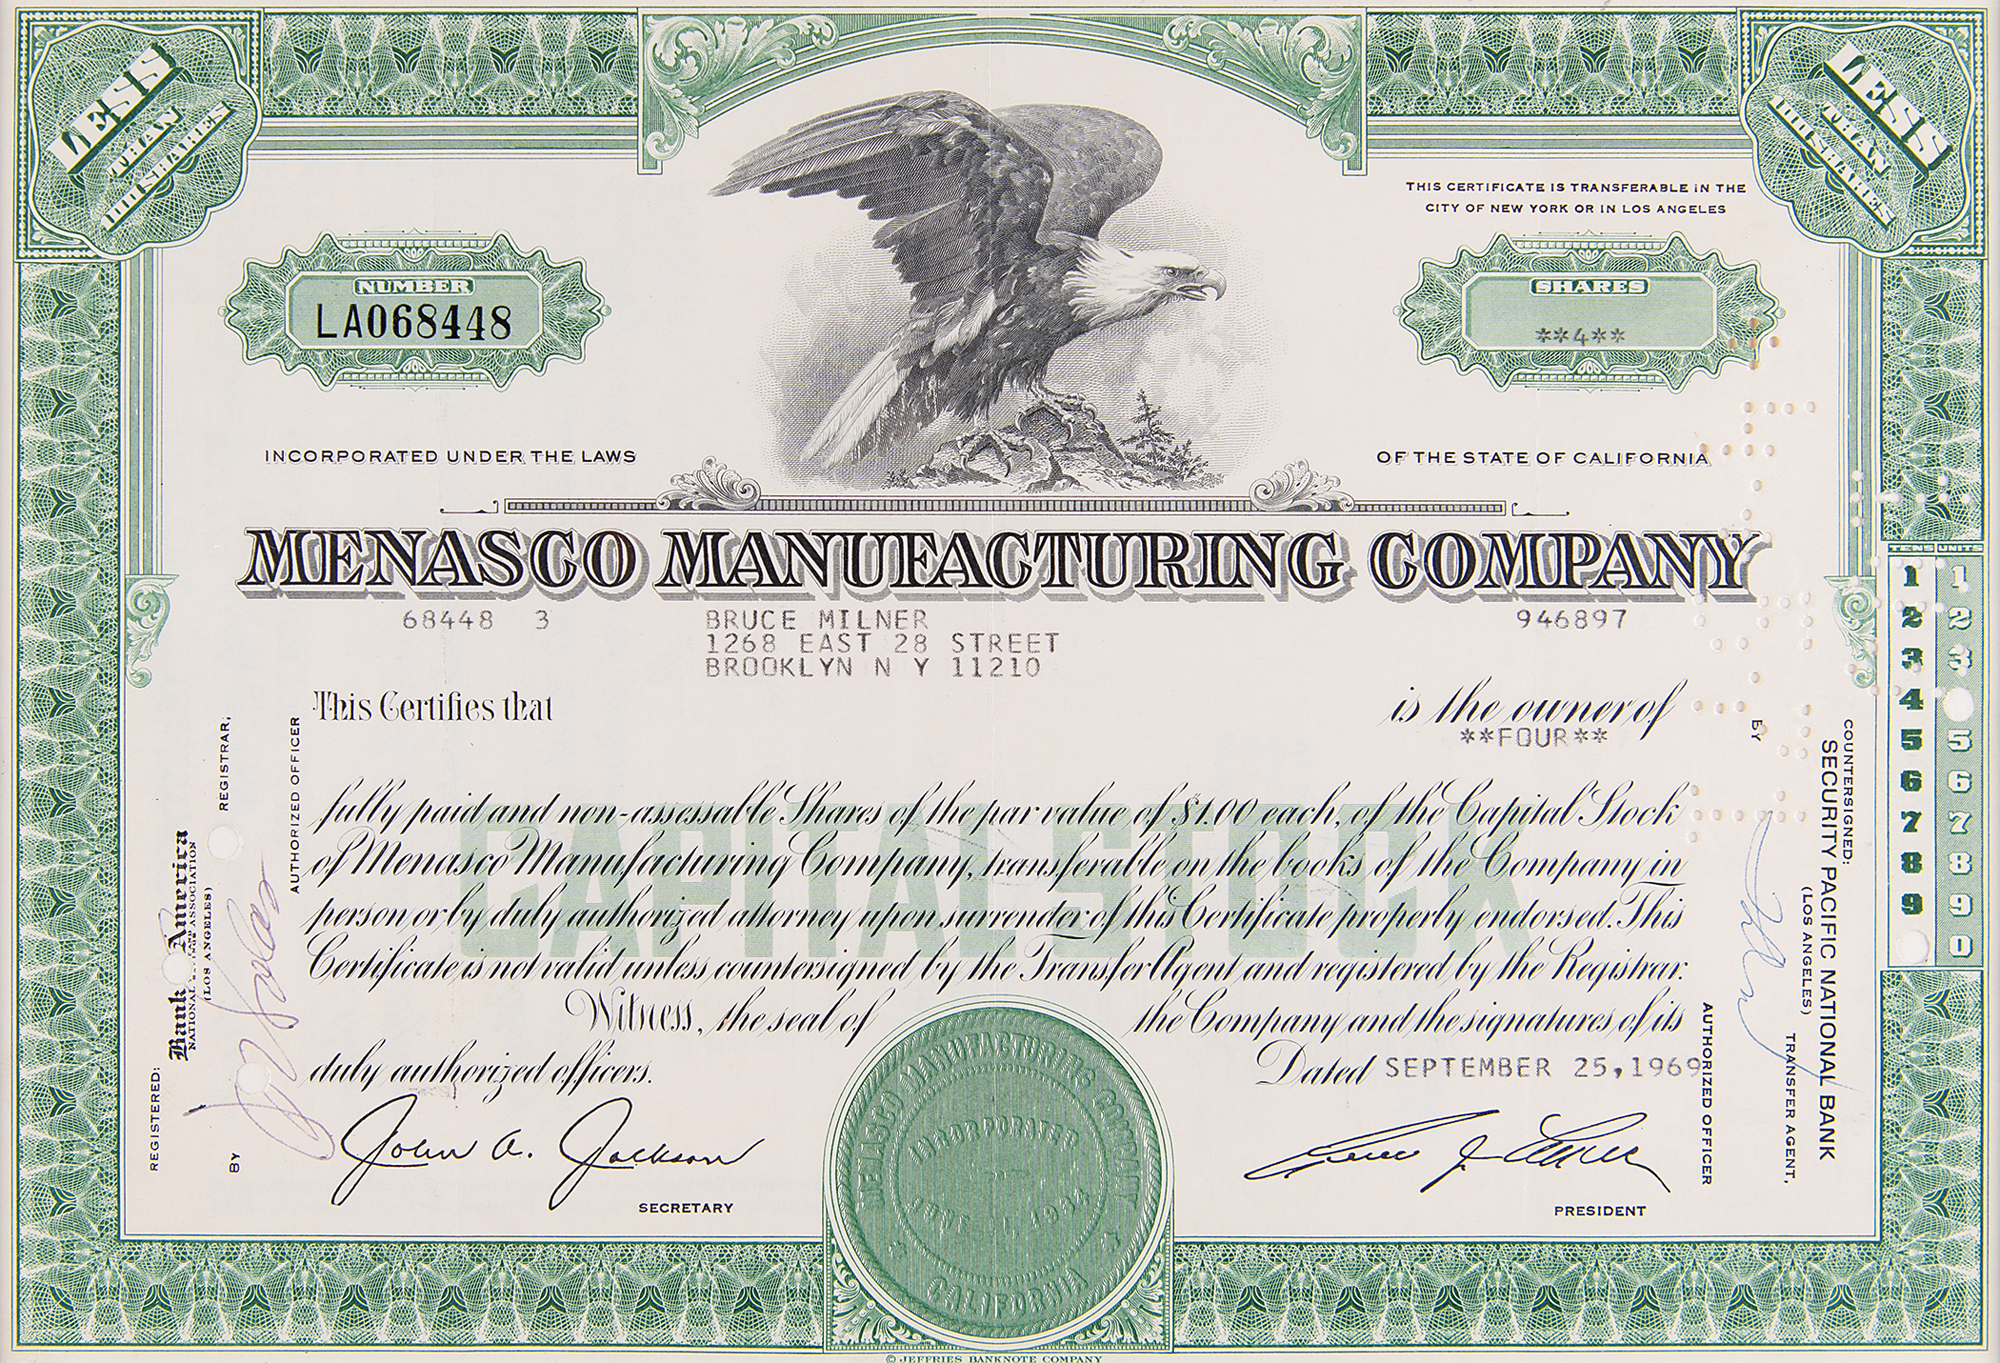 LESS
THAN
100 SHARES
LESS
THAN
100 SHARES
THIS CERTIFICATE IS TRANSFERABLE IN THE
CITY OF NEW YORK OR IN LOS ANGELES
NUMBER
LA068448
SHARES
**4**
INCORPORATED UNDER THE LAWS
OF THE STATE OF CALIFORNIA
MENASCO MANUFACTURING COMPANY
68448 3 BRUCE MILNER 946897
1268 EAST 28 STREET
BROOKLYN N Y 11210
This Certifies that
is the owner of
**FOUR**
CAPITAL STOCK
fully paid and non-assessable Shares of the par value of $1.00 each, of the Capital Stock
of Menasco Manufacturing Company, transferable on the books of the Company in
person or by duly authorized attorney upon surrender of this Certificate properly endorsed. This
Certificate is not valid unless countersigned by the Transfer Agent and registered by the Registrar.
Witness, the seal of the Company and the signatures of its
duly authorized officers.
Dated SEPTEMBER 25, 1969
John A. Jackson
SECRETARY
PRESIDENT
MENASCO MANUFACTURING COMPANY
INCORPORATED
JUNE 1934
CALIFORNIA
REGISTERED:
Bank America
NATIONAL ASSOCIATION
(LOS ANGELES)
REGISTRAR,
BY
AUTHORIZED OFFICER
COUNTERSIGNED:
SECURITY PACIFIC NATIONAL BANK
(LOS ANGELES)
TRANSFER AGENT,
BY
AUTHORIZED OFFICER
TENS UNITS
1 1
2 2
3 3
4
5 5
6 6
7 7
8 8
9 9
0
© JEFFRIES BANKNOTE COMPANY